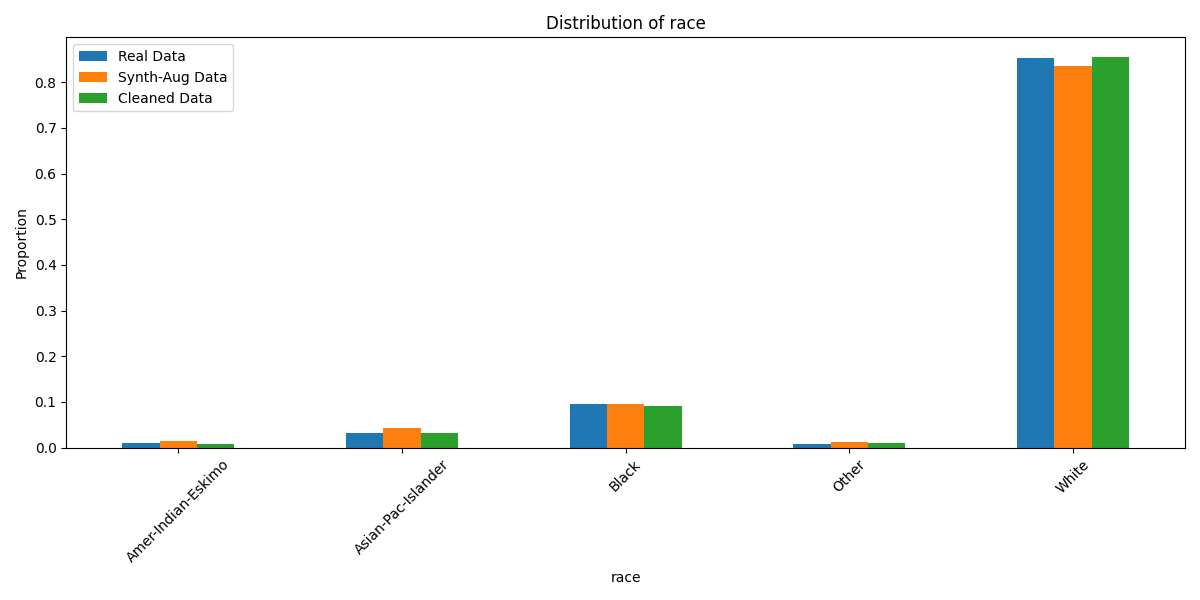 Distribution of race
Real Data
Synth-Aug Data
Cleaned Data
Proportion
0.8
0.7
0.6
0.5
0.4
0.3
0.2
0.1
0.0
Amer-Indian-Eskimo
Asian-Pac-Islander
Black
Other
White
race